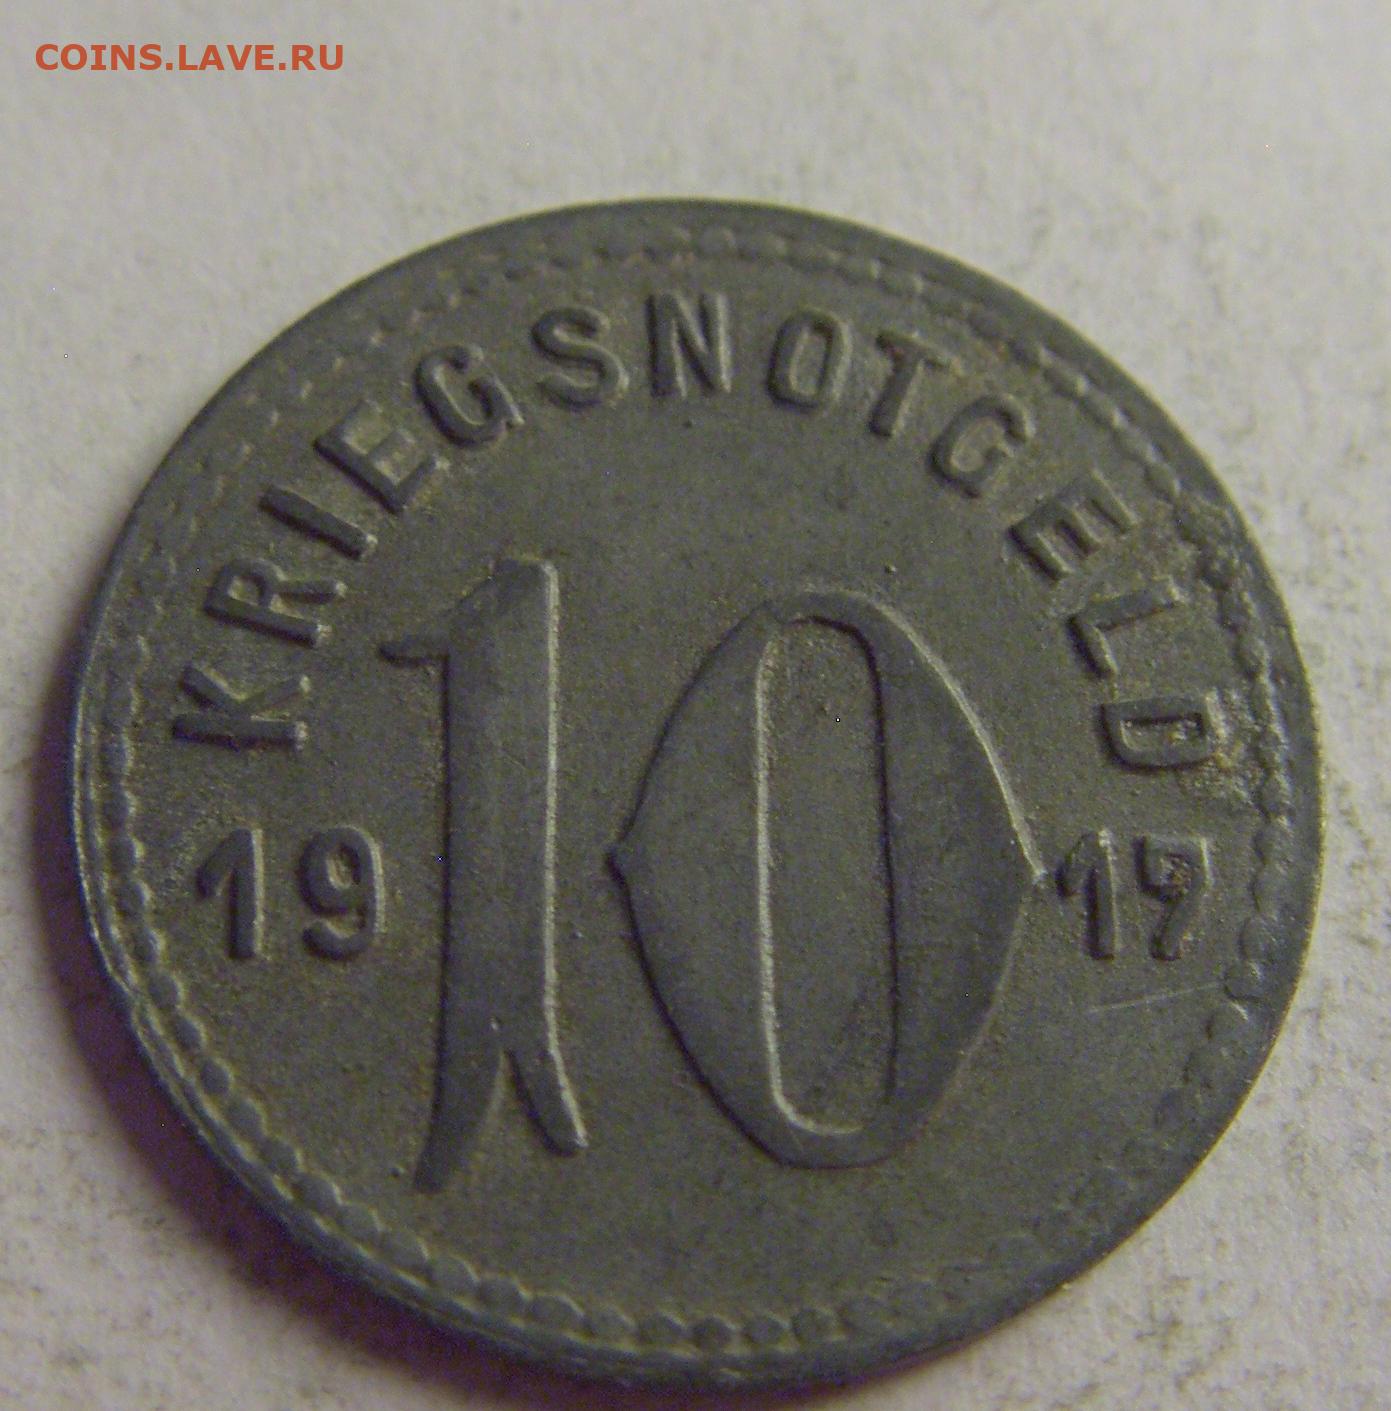 COINS.LAVE.RU
KRIEGSNOTGELD
19 10 17